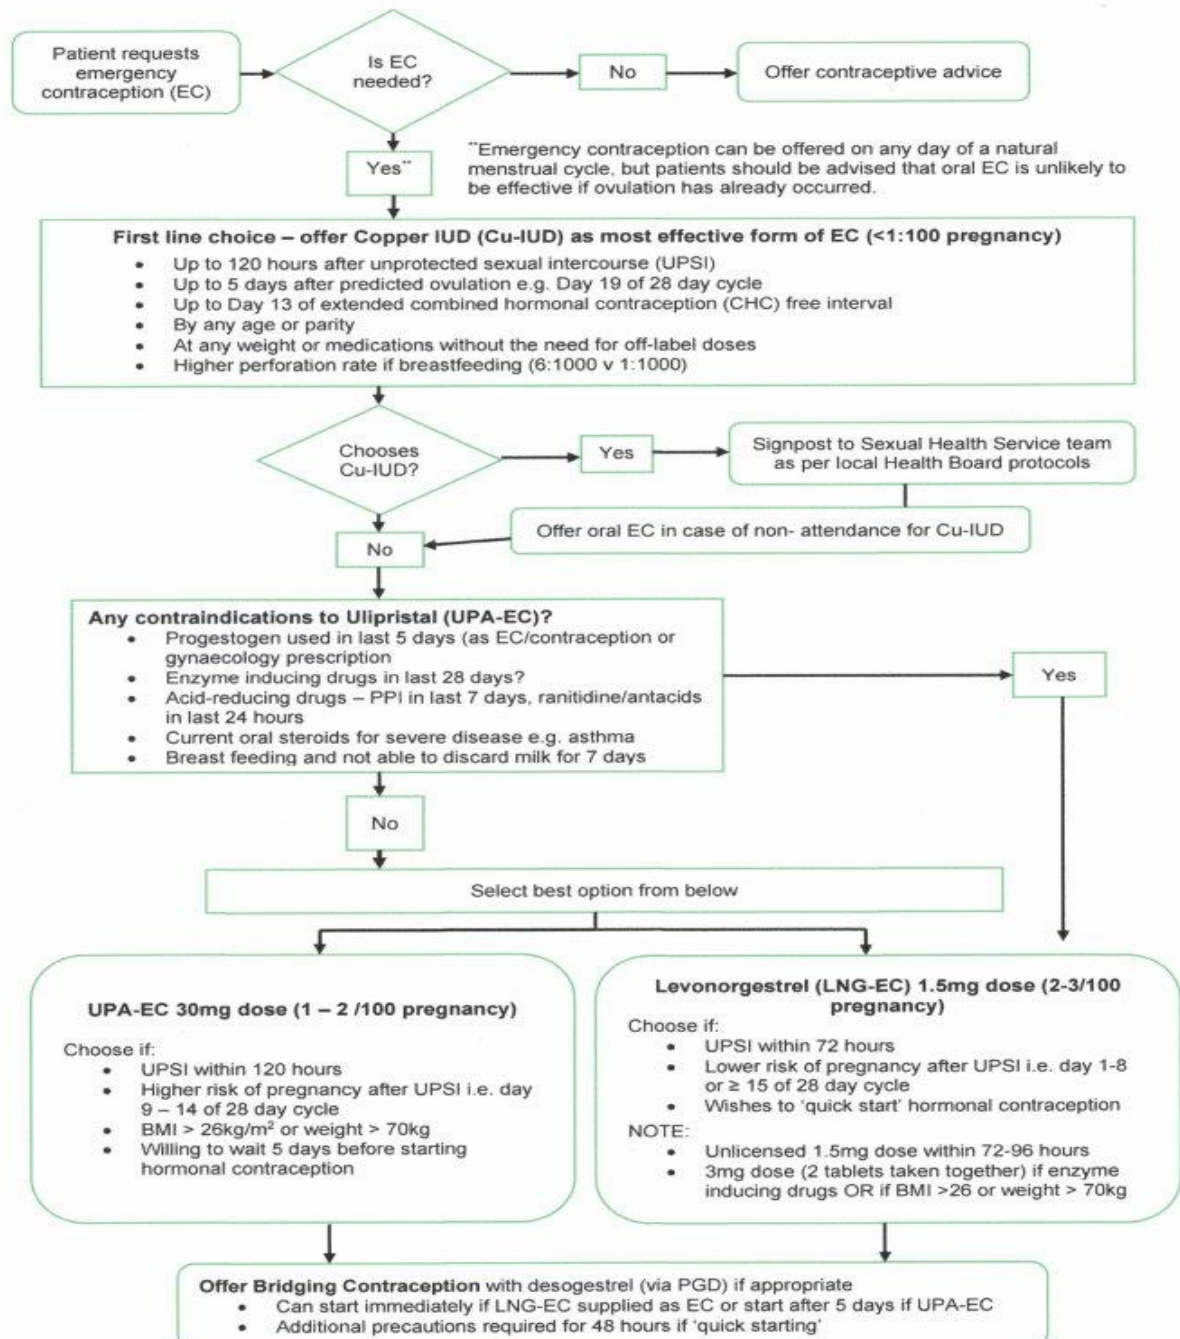 Patient requests
emergency
contraception (EC)
Is EC
needed?
No
Offer contraceptive advice
Yes**
**Emergency contraception can be offered on any day of a natural
menstrual cycle, but patients should be advised that oral EC is unlikely to
be effective if ovulation has already occurred.
First line choice – offer Copper IUD (Cu-IUD) as most effective form of EC (<1:100 pregnancy)
• Up to 120 hours after unprotected sexual intercourse (UPSI)
• Up to 5 days after predicted ovulation e.g. Day 19 of 28 day cycle
• Up to Day 13 of extended combined hormonal contraception (CHC) free interval
• By any age or parity
• At any weight or medications without the need for off-label doses
• Higher perforation rate if breastfeeding (6:1000 v 1:1000)
Chooses
Cu-IUD?
Yes
Signpost to Sexual Health Service team
as per local Health Board protocols
Offer oral EC in case of non- attendance for Cu-IUD
No
Any contraindications to Ulipristal (UPA-EC)?
• Progestogen used in last 5 days (as EC/contraception or
gynaecology prescription
• Enzyme inducing drugs in last 28 days?
• Acid-reducing drugs – PPI in last 7 days, ranitidine/antacids
in last 24 hours
• Current oral steroids for severe disease e.g. asthma
• Breast feeding and not able to discard milk for 7 days
Yes
No
Select best option from below
UPA-EC 30mg dose (1 – 2 /100 pregnancy)
Choose if:
• UPSI within 120 hours
• Higher risk of pregnancy after UPSI i.e. day
9 – 14 of 28 day cycle
• BMI > 26kg/m² or weight > 70kg
• Willing to wait 5 days before starting
hormonal contraception
Levonorgestrel (LNG-EC) 1.5mg dose (2-3/100
pregnancy)
Choose if:
• UPSI within 72 hours
• Lower risk of pregnancy after UPSI i.e. day 1-8
or ≥ 15 of 28 day cycle
• Wishes to 'quick start' hormonal contraception
NOTE:
• Unlicensed 1.5mg dose within 72-96 hours
• 3mg dose (2 tablets taken together) if enzyme
inducing drugs OR if BMI >26 or weight > 70kg
Offer Bridging Contraception with desogestrel (via PGD) if appropriate
• Can start immediately if LNG-EC supplied as EC or start after 5 days if UPA-EC
• Additional precautions required for 48 hours if 'quick starting'